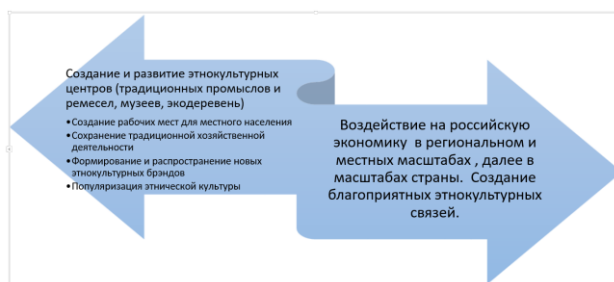 Создание и развитие этнокультурных
центров (традиционных промыслов и
ремесел, музеев, экодеревень)
•Создание рабочих мест для местного населения
•Сохранение традиционной хозяйственной
деятельности
•Формирование и распространение новых
этнокультурных брэндов
•Популяризация этнической культуры
Воздействие на российскую
экономику в региональном и
местных масштабах , далее в
масштабах страны. Создание
благоприятных этнокультурных
связей.